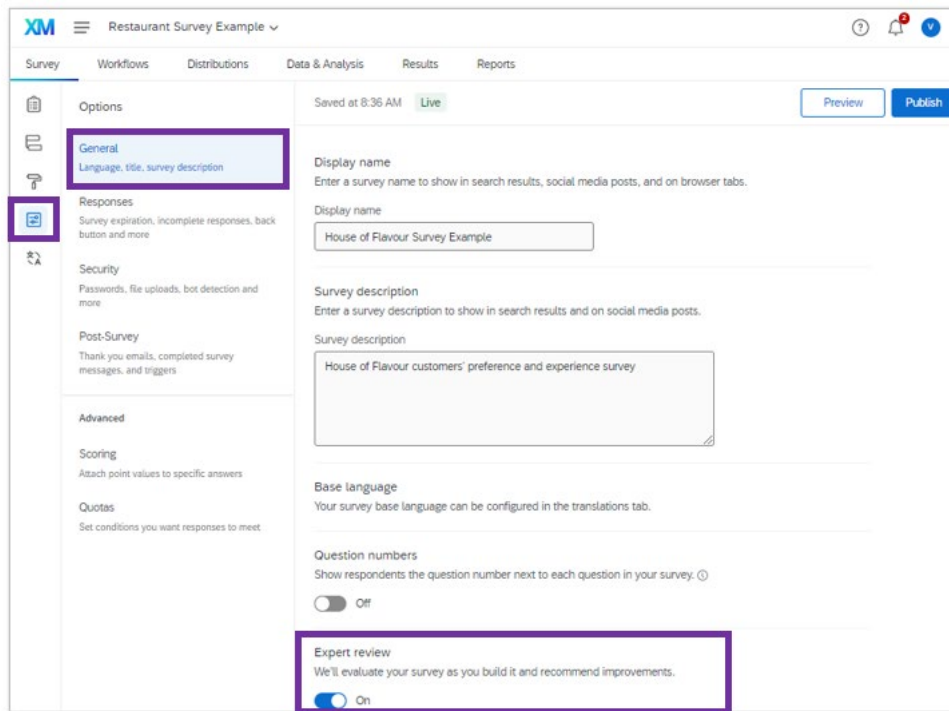 XM Restaurant Survey Example
2
V
Survey Workflows Distributions Data & Analysis Results Reports
Options
General
Language, title, survey description
Responses
Survey expiration, incomplete responses, back
button and more
Security
Passwords, file uploads, bot detection and
more
Post-Survey
Thank you emails, completed survey
messages, and triggers
Advanced
Scoring
Attach point values to specific answers
Quotas
Set conditions you want responses to meet
Saved at 8:36 AM Live Preview Publish
Display name
Enter a survey name to show in search results, social media posts, and on browser tabs.
Display name
House of Flavour Survey Example
Survey description
Enter a survey description to show in search results and on social media posts.
Survey description
House of Flavour customers' preference and experience survey
Base language
Your survey base language can be configured in the translations tab.
Question numbers
Show respondents the question number next to each question in your survey.
Off
Expert review
We'll evaluate your survey as you build it and recommend improvements.
On